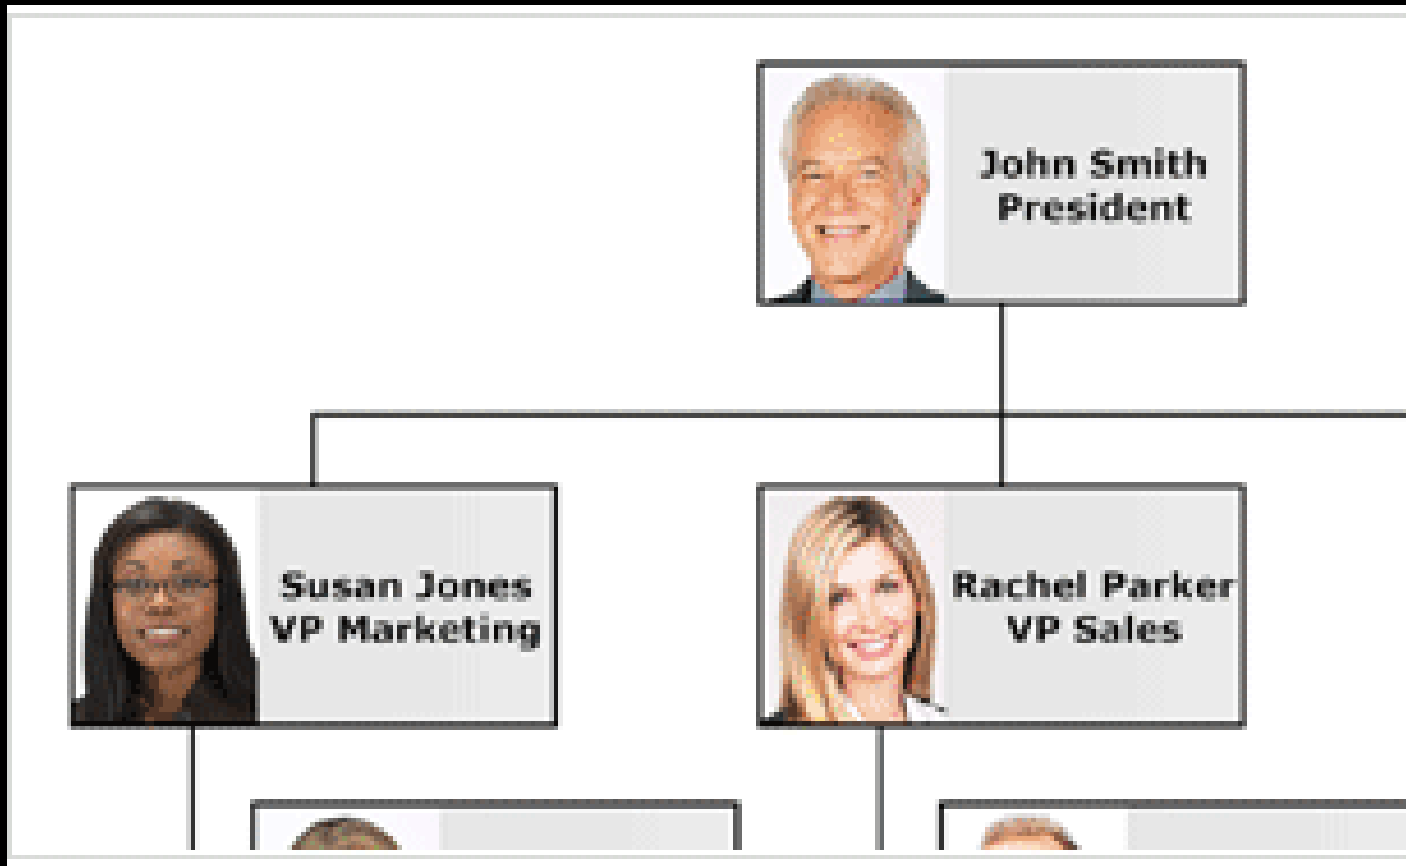 John Smith
President
Susan Jones
VP Marketing
Rachel Parker
VP Sales